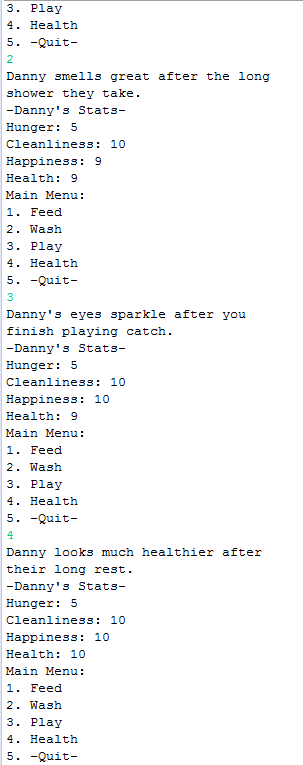 3. Play
4. Health
5. -Quit-
2
Danny smells great after the long
shower they take.
-Danny's Stats-
Hunger: 5
Cleanliness: 10
Happiness: 9
Health: 9
Main Menu:
1. Feed
2. Wash
3. Play
4. Health
5. -Quit-
3
Danny's eyes sparkle after you
finish playing catch.
-Danny's Stats-
Hunger: 5
Cleanliness: 10
Happiness: 10
Health: 9
Main Menu:
1. Feed
2. Wash
3. Play
4. Health
5. -Quit-
4
Danny looks much healthier after
their long rest.
-Danny's Stats-
Hunger: 5
Cleanliness: 10
Happiness: 10
Health: 10
Main Menu:
1. Feed
2. Wash
3. Play
4. Health
5. -Quit-